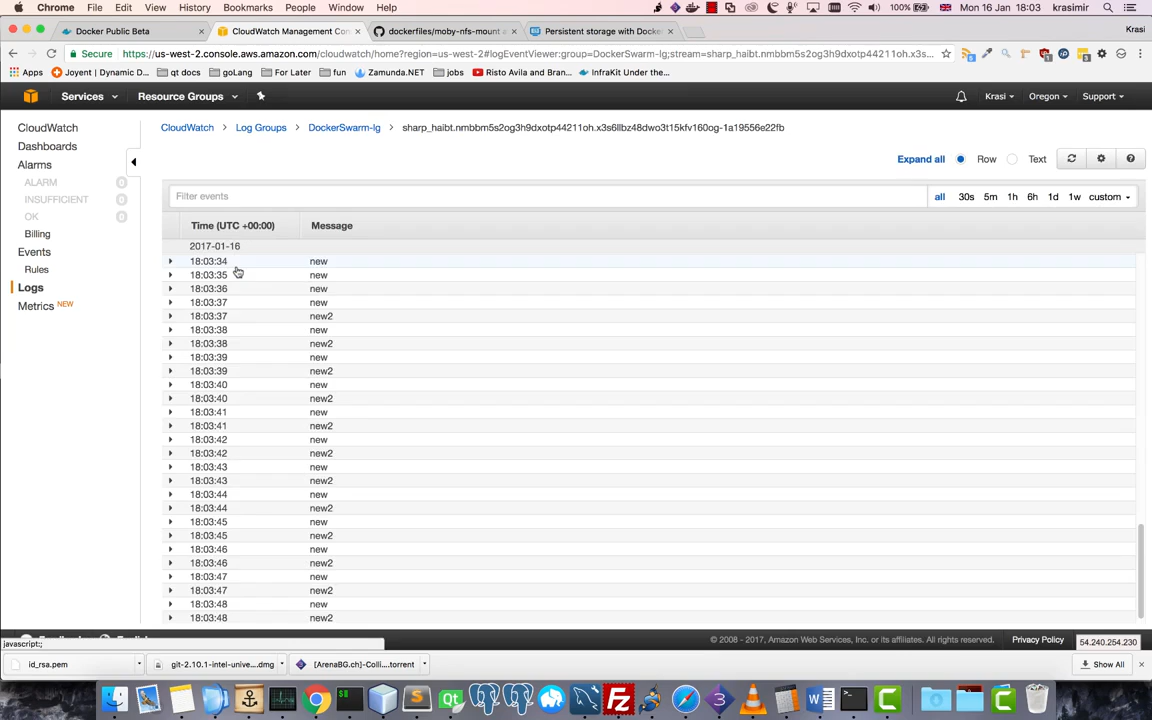 Chrome File Edit View History Bookmarks People Window Help 100% Mon 16 Jan 18:03 krasimir
Docker Public Beta × CloudWatch Management Con × dockerfiles/moby-nfs-mount a × Persistent storage with Docke × Krasi
Secure https://us-west-2.console.aws.amazon.com/cloudwatch/home?region=us-west-2#logEventViewer:group=DockerSwarm-lg;stream=sharp_haibt.nmbbm5s2og3h9dxotp44211oh.x3s...
Apps Joyent | Dynamic D... qt docs goLang For Later fun Zamunda.NET jobs Risto Avila and Bran... InfraKit Under the...
Services Resource Groups Krasi Oregon Support
CloudWatch
Dashboards
Alarms
ALARM 0
INSUFFICIENT 0
OK 0
Billing
Events
Rules
Logs
Metrics NEW
CloudWatch > Log Groups > DockerSwarm-lg > sharp_haibt.nmbbm5s2og3h9dxotp44211oh.x3s6llbz48dwo3t15kfv160og-1a19556e22fb
Expand all Row Text
Filter events all 30s 5m 1h 6h 1d 1w custom
Time (UTC +00:00) Message
2017-01-16
18:03:34 new
18:03:35 new
18:03:36 new
18:03:37 new
18:03:37 new2
18:03:38 new
18:03:38 new2
18:03:39 new
18:03:39 new2
18:03:40 new
18:03:40 new2
18:03:41 new
18:03:41 new2
18:03:42 new
18:03:42 new2
18:03:43 new
18:03:43 new2
18:03:44 new
18:03:44 new2
18:03:45 new
18:03:45 new2
18:03:46 new
18:03:46 new2
18:03:47 new
18:03:47 new2
18:03:48 new
18:03:48 new2
javascript:;
© 2008 - 2017, Amazon Web Services, Inc. or its affiliates. All rights reserved. Privacy Policy
54.240.254.230
id_rsa.pem git-2.10.1-intel-unive....dmg [ArenaBG.ch]-Colli....torrent Show All